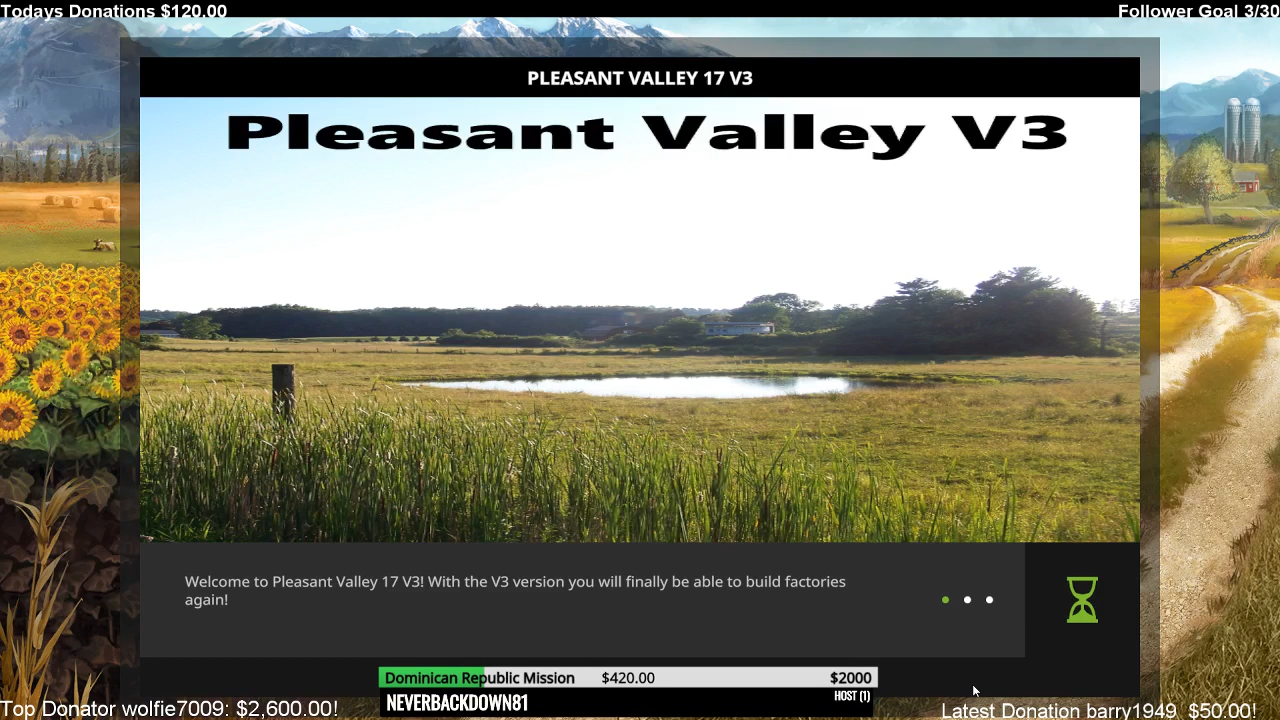 Todays Donations $120.00
Follower Goal 3/30
PLEASANT VALLEY 17 V3
Pleasant Valley V3
Welcome to Pleasant Valley 17 V3! With the V3 version you will finally be able to build factories
again!
Dominican Republic Mission $420.00 $2000
NEVERBACKDOWN81 HOST (1)
Top Donator wolfie7009: $2,600.00!
Latest Donation barry1949 $50.00!